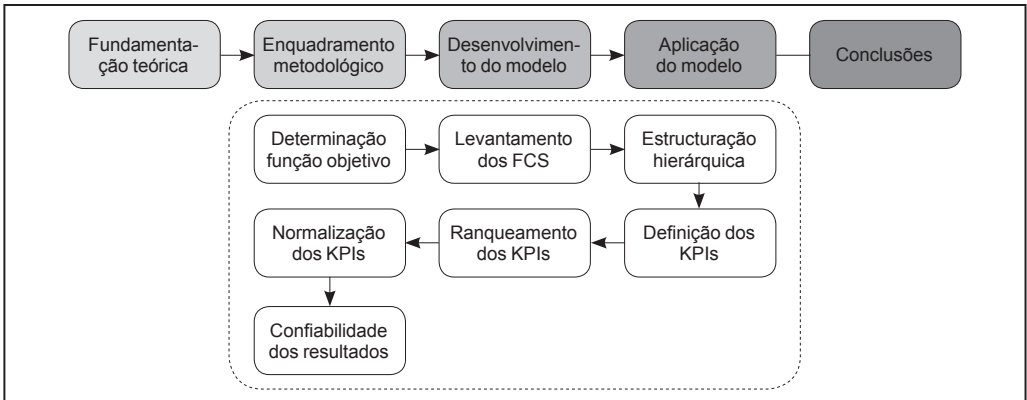 Fundamenta-
ção teórica
Enquadramento
metodológico
Desenvolvimen-
to do modelo
Aplicação
do modelo
Conclusões
Determinação
função objetivo
Levantamento
dos FCS
Estructuração
hierárquica
Definição dos
KPIs
Ranqueamento
dos KPIs
Normalização
dos KPIs
Confiabilidade
dos resultados